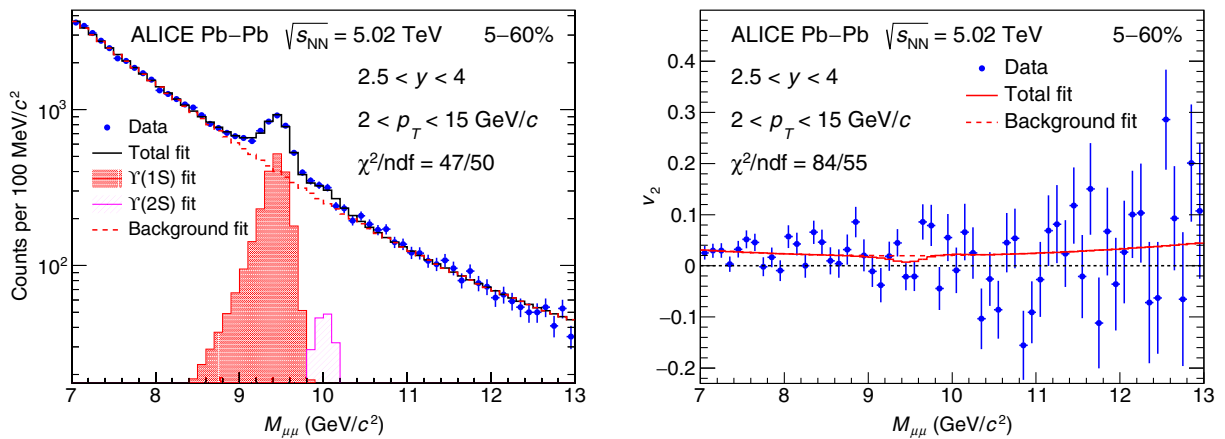 ALICE Pb−Pb √sNN = 5.02 TeV 5−60%
2.5 < y < 4
2 < pT < 15 GeV/c
χ²/ndf = 47/50
Data
Total fit
ϒ(1S) fit
ϒ(2S) fit
Background fit
Counts per 100 MeV/c²
10³
10²
7 8 9 10 11 12 13
Mμμ (GeV/c²)
ALICE Pb−Pb √sNN = 5.02 TeV 5−60%
2.5 < y < 4
2 < pT < 15 GeV/c
χ²/ndf = 84/55
Data
Total fit
Background fit
v2
0.4
0.3
0.2
0.1
0
−0.1
−0.2
7 8 9 10 11 12 13
Mμμ (GeV/c²)